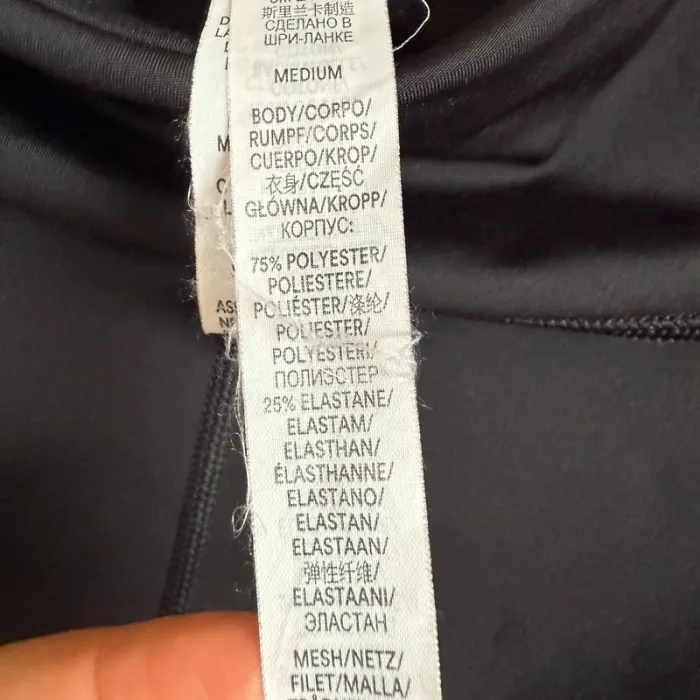 斯里兰卡制造
СДЕЛАНО В
ШРИ-ЛАНКЕ
MEDIUM
BODY/CORPO/
RUMPF/CORPS/
CUERPO/KROP/
衣身/CZĘŚĆ
GŁÓWNA/KROPP/
КОРПУС:
75% POLYESTER/
POLIESTERE/
POLIÉSTER/涤纶/
POLIESTER/
POLYESTERI/
ПОЛИЭСТЕР
25% ELASTANE/
ELASTAM/
ELASTHAN/
ÉLASTHANNE/
ELASTANO/
ELASTAN/
ELASTAAN/
弹性纤维/
ELASTAANI/
ЭЛАСТАН
MESH/NETZ/
FILET/MALLA/